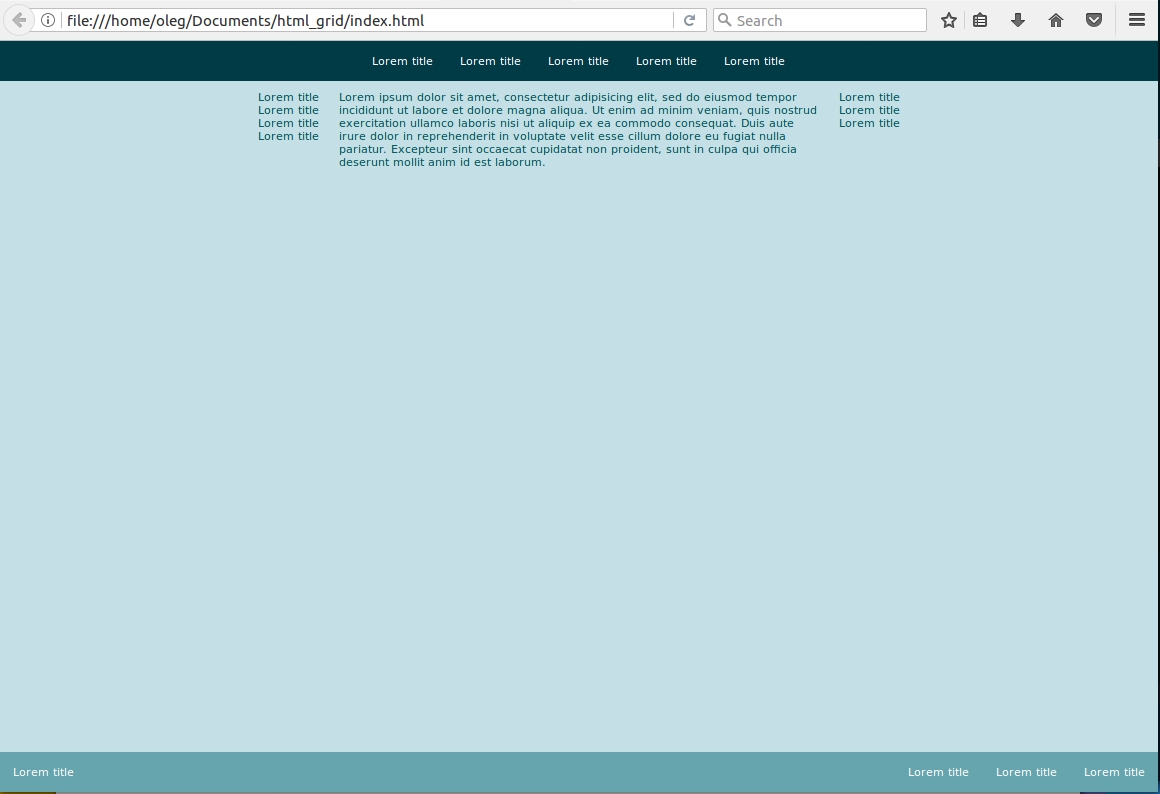 file:///home/oleg/Documents/html_grid/index.html Search
Lorem title Lorem title Lorem title Lorem title Lorem title
Lorem title
Lorem title
Lorem title
Lorem title
Lorem ipsum dolor sit amet, consectetur adipisicing elit, sed do eiusmod tempor
incididunt ut labore et dolore magna aliqua. Ut enim ad minim veniam, quis nostrud
exercitation ullamco laboris nisi ut aliquip ex ea commodo consequat. Duis aute
irure dolor in reprehenderit in voluptate velit esse cillum dolore eu fugiat nulla
pariatur. Excepteur sint occaecat cupidatat non proident, sunt in culpa qui officia
deserunt mollit anim id est laborum.
Lorem title
Lorem title
Lorem title
Lorem title Lorem title Lorem title Lorem title